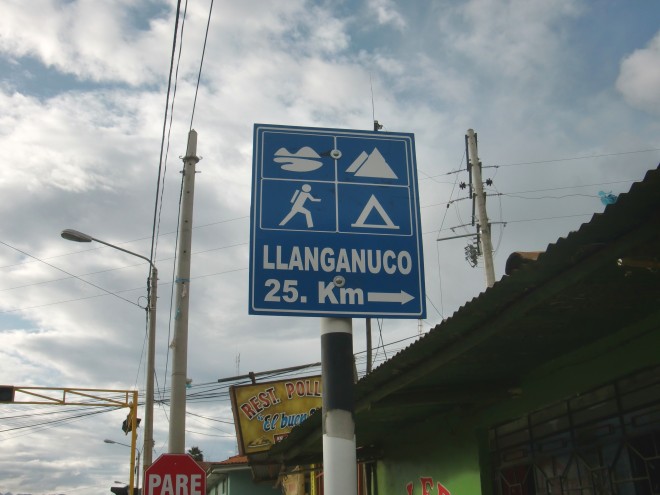 LLANGANUCO
25. Km
REST. POLL
"El buen
PARE